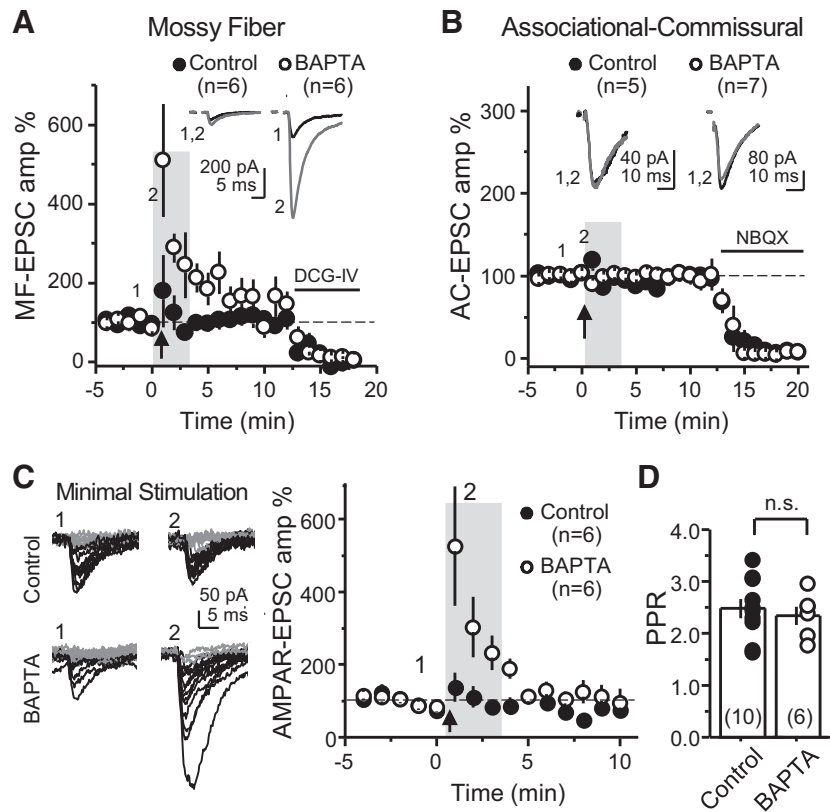 A
Mossy Fiber
Control
(n=6)
BAPTA
(n=6)
MF-EPSC amp %
600
400
200
100
0
1
2
1,2
200 pA
5 ms
1
2
DCG-IV
-5
0
5
10
15
20
Time (min)
B
Associational-Commissural
Control
(n=5)
BAPTA
(n=7)
AC-EPSC amp %
300
200
100
0
1
2
1,2
40 pA
10 ms
1,2
80 pA
10 ms
NBQX
-5
0
5
10
15
20
Time (min)
C
Minimal Stimulation
1
2
Control
50 pA
5 ms
1
2
BAPTA
AMPAR-EPSC amp %
600
400
200
100
0
1
2
Control
(n=6)
BAPTA
(n=6)
-5
0
5
10
Time (min)
D
n.s.
PPR
4.0
3.0
2.0
1.0
0.0
(10)
(6)
Control
BAPTA